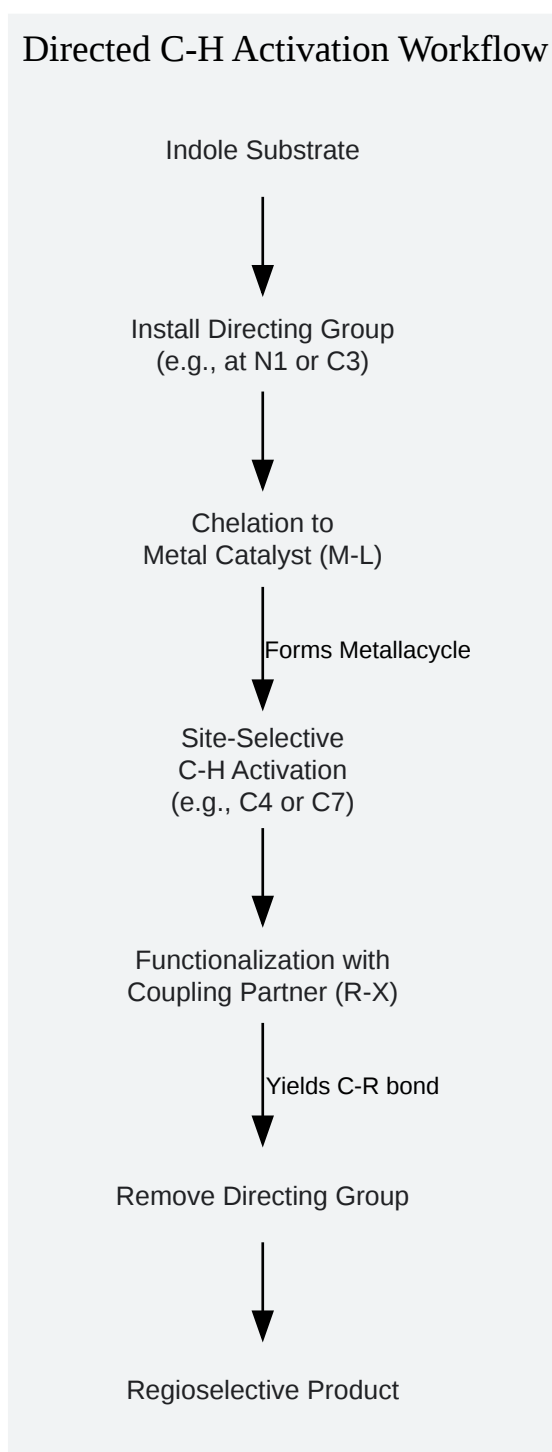 Directed C-H Activation Workflow
Indole Substrate
Install Directing Group
(e.g., at N1 or C3)
Chelation to
Metal Catalyst (M-L)
Forms Metallacycle
Site-Selective
C-H Activation
(e.g., C4 or C7)
Functionalization with
Coupling Partner (R-X)
Yields C-R bond
Remove Directing Group
Regioselective Product